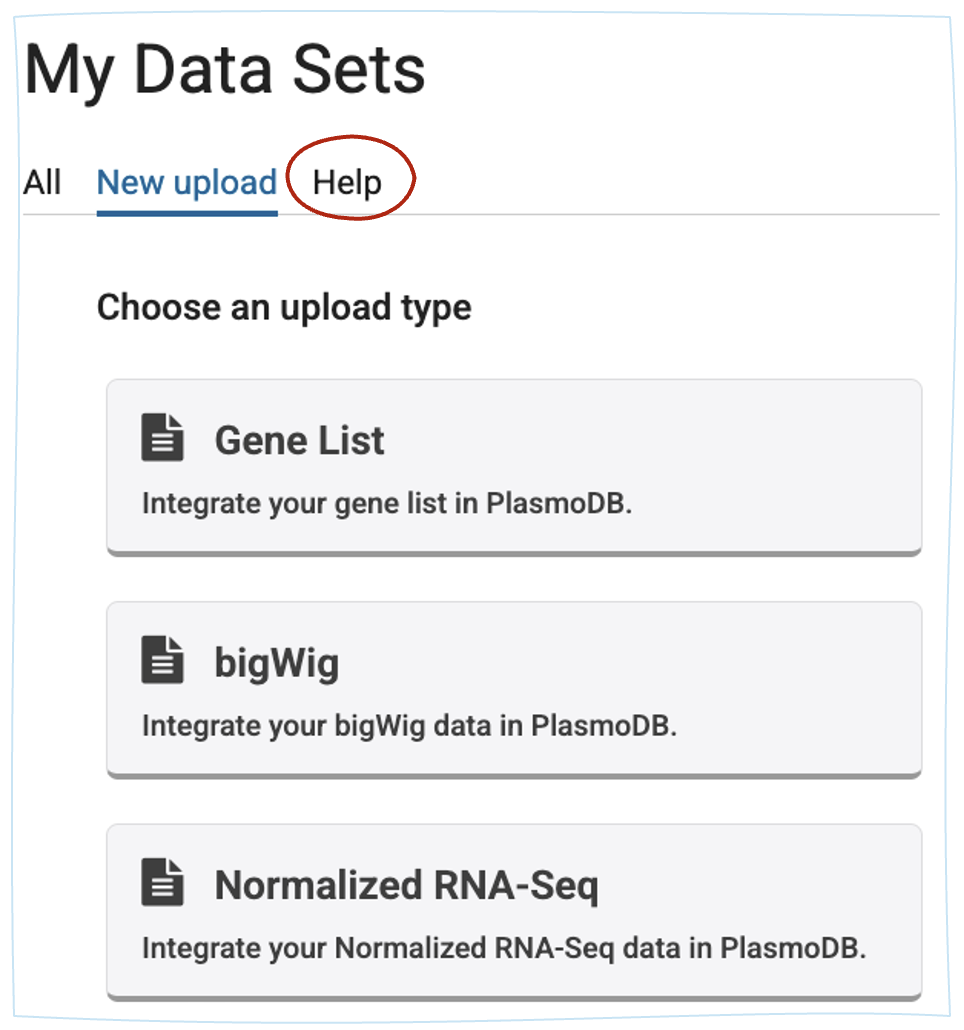 My Data Sets
All New upload Help
Choose an upload type
Gene List
Integrate your gene list in PlasmoDB.
bigWig
Integrate your bigWig data in PlasmoDB.
Normalized RNA-Seq
Integrate your Normalized RNA-Seq data in PlasmoDB.